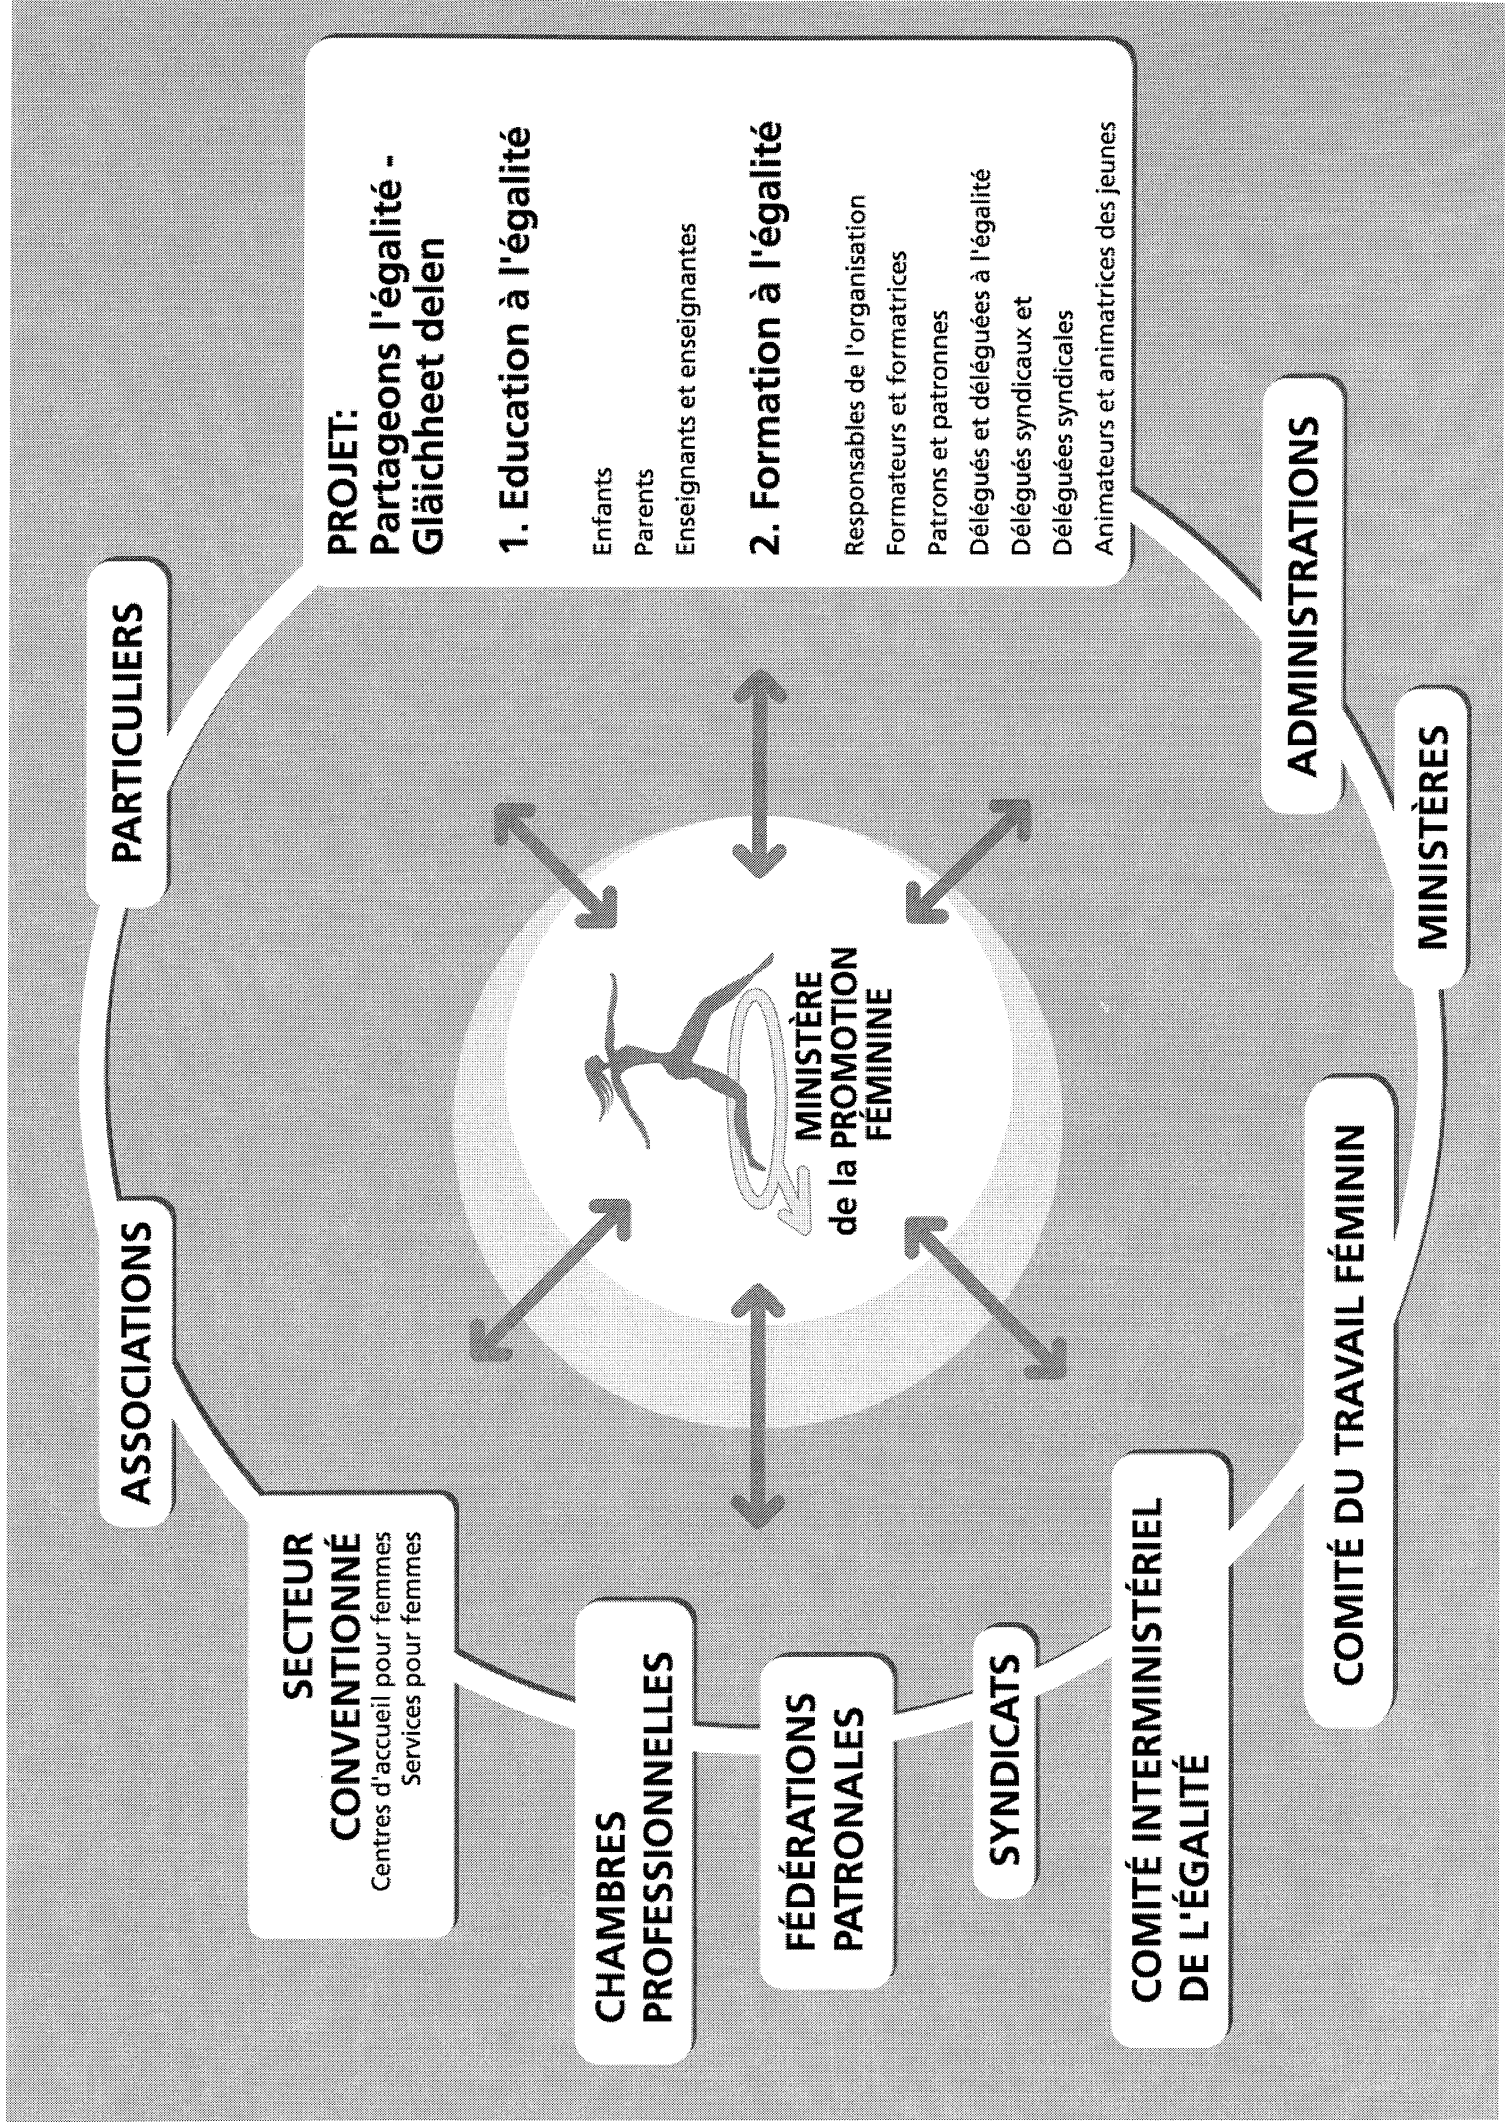 PARTICULIERS
ASSOCIATIONS
SECTEUR
CONVENTIONNÉ
Centres d'accueil pour femmes
Services pour femmes
CHAMBRES
PROFESSIONNELLES
FÉDÉRATIONS
PATRONALES
SYNDICATS
COMITÉ INTERMINISTÉRIEL
DE L'ÉGALITÉ
COMITÉ DU TRAVAIL FÉMININ
MINISTÈRES
ADMINISTRATIONS
PROJET:
Partageons l'égalité -
Gläichheet delen
1. Education à l'égalité
Enfants
Parents
Enseignants et enseignantes
2. Formation à l'égalité
Responsables de l'organisation
Formateurs et formatrices
Patrons et patronnes
Délégués et déléguées à l'égalité
Délégués syndicaux et
Déléguées syndicales
Animateurs et animatrices des jeunes
MINISTÈRE
de la PROMOTION
FÉMININE